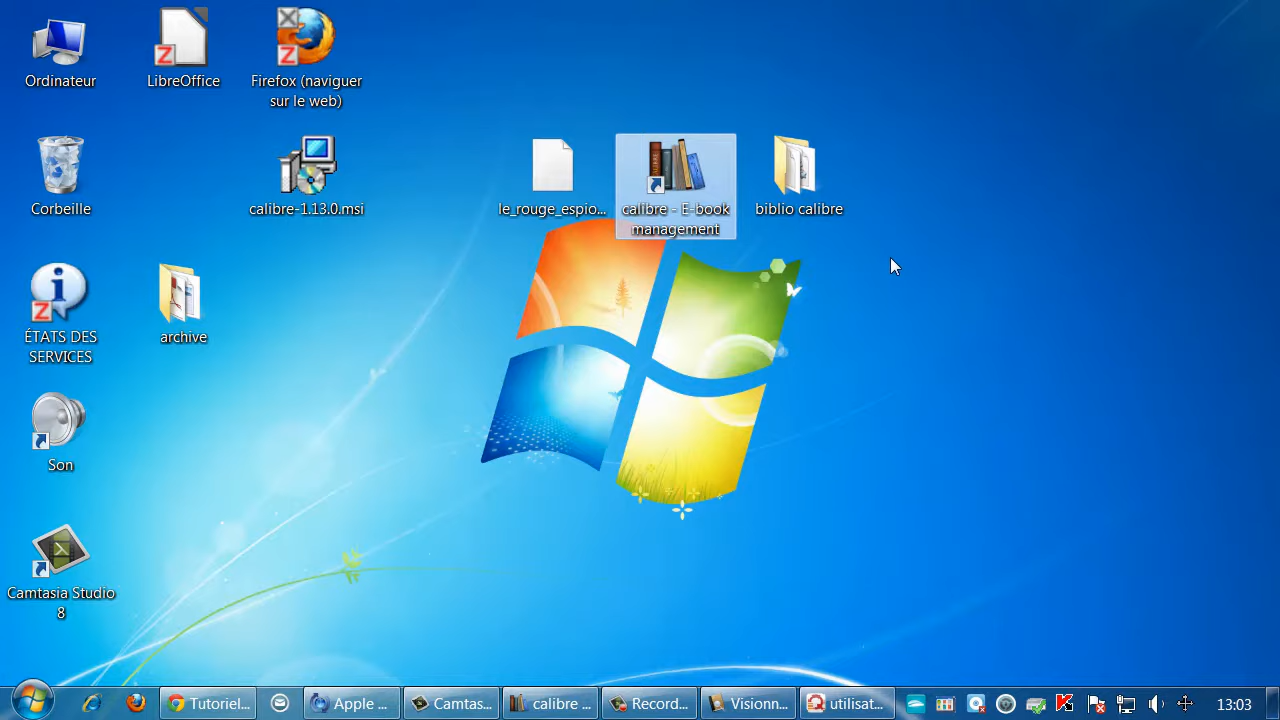 Ordinateur
LibreOffice
Firefox (naviguer
sur le web)
Corbeille
calibre-1.13.0.msi
le_rouge_espio...
calibre - E-book
management
biblio calibre
ÉTATS DES
SERVICES
archive
Son
Camtasia Studio
8
Tutoriel...
Apple ...
Camtas...
calibre ...
Record...
Visionn...
utilisat...
13:03